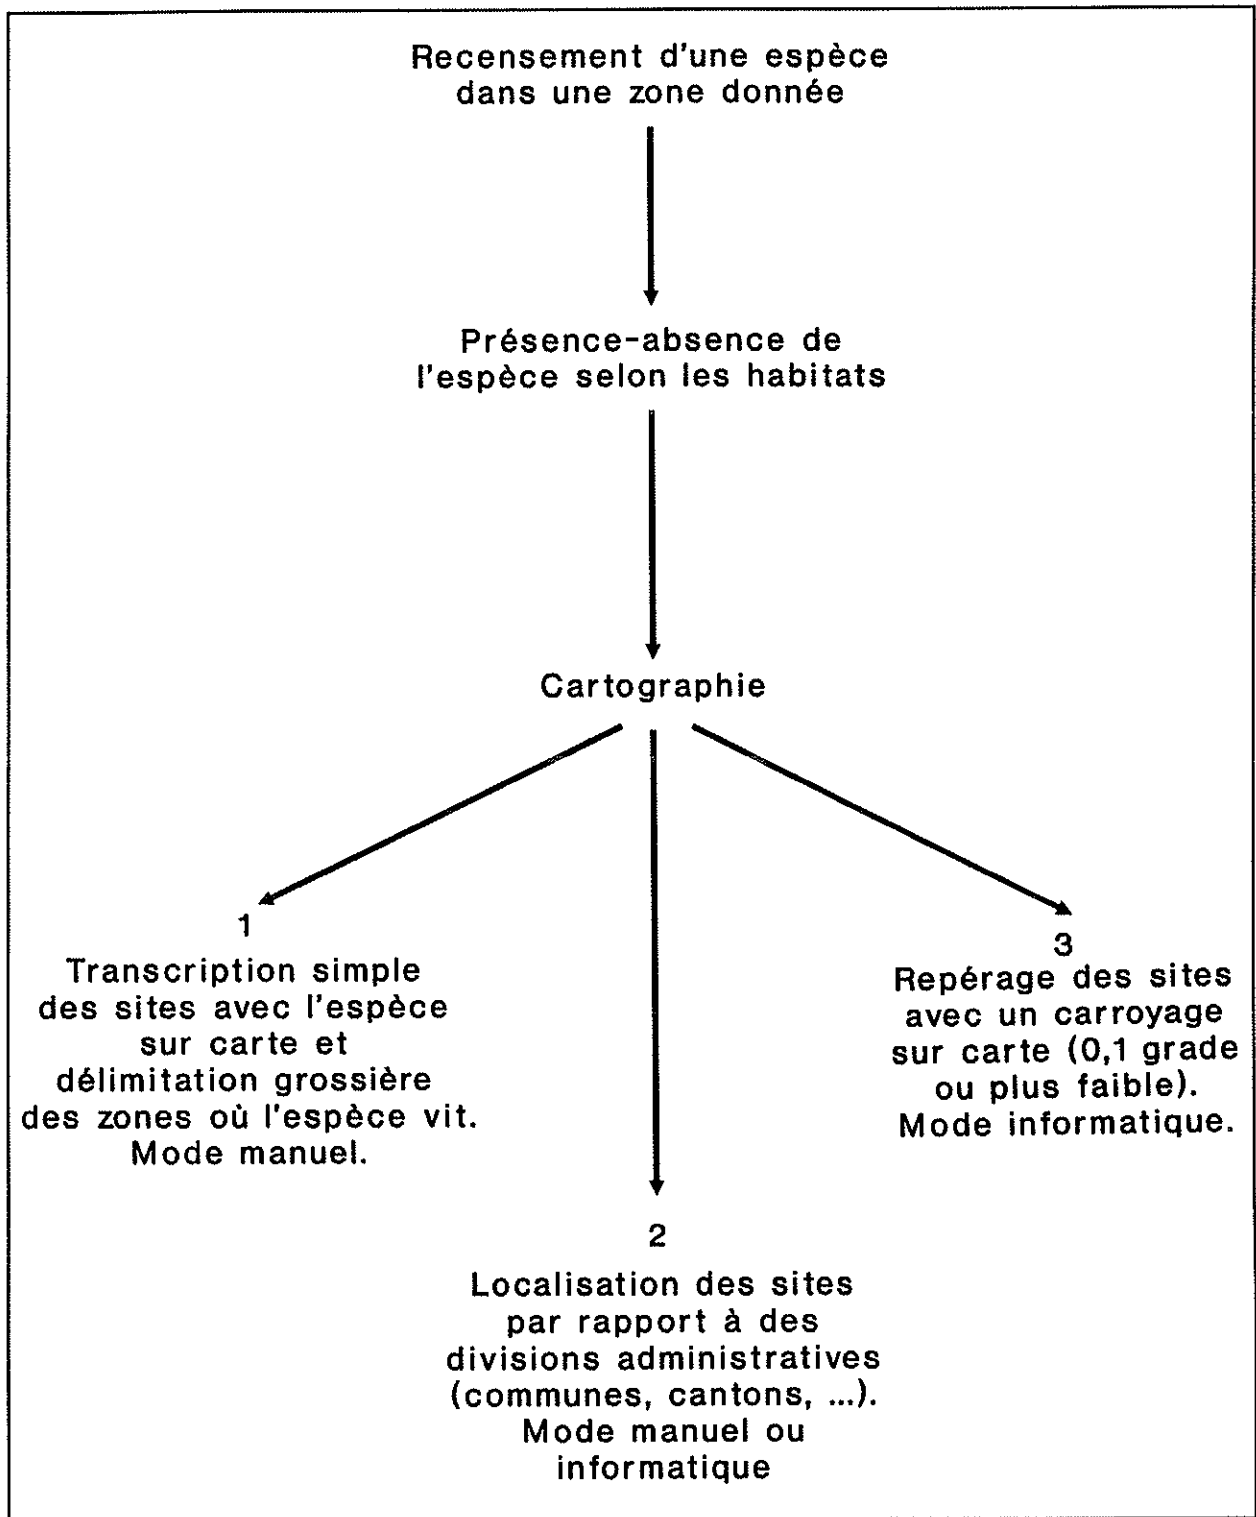 Recensement d'une espèce
dans une zone donnée
Présence-absence de
l'espèce selon les habitats
Cartographie
1
Transcription simple
des sites avec l'espèce
sur carte et
délimitation grossière
des zones où l'espèce vit.
Mode manuel.
2
Localisation des sites
par rapport à des
divisions administratives
(communes, cantons, ...).
Mode manuel ou
informatique
3
Repérage des sites
avec un carroyage
sur carte (0,1 grade
ou plus faible).
Mode informatique.